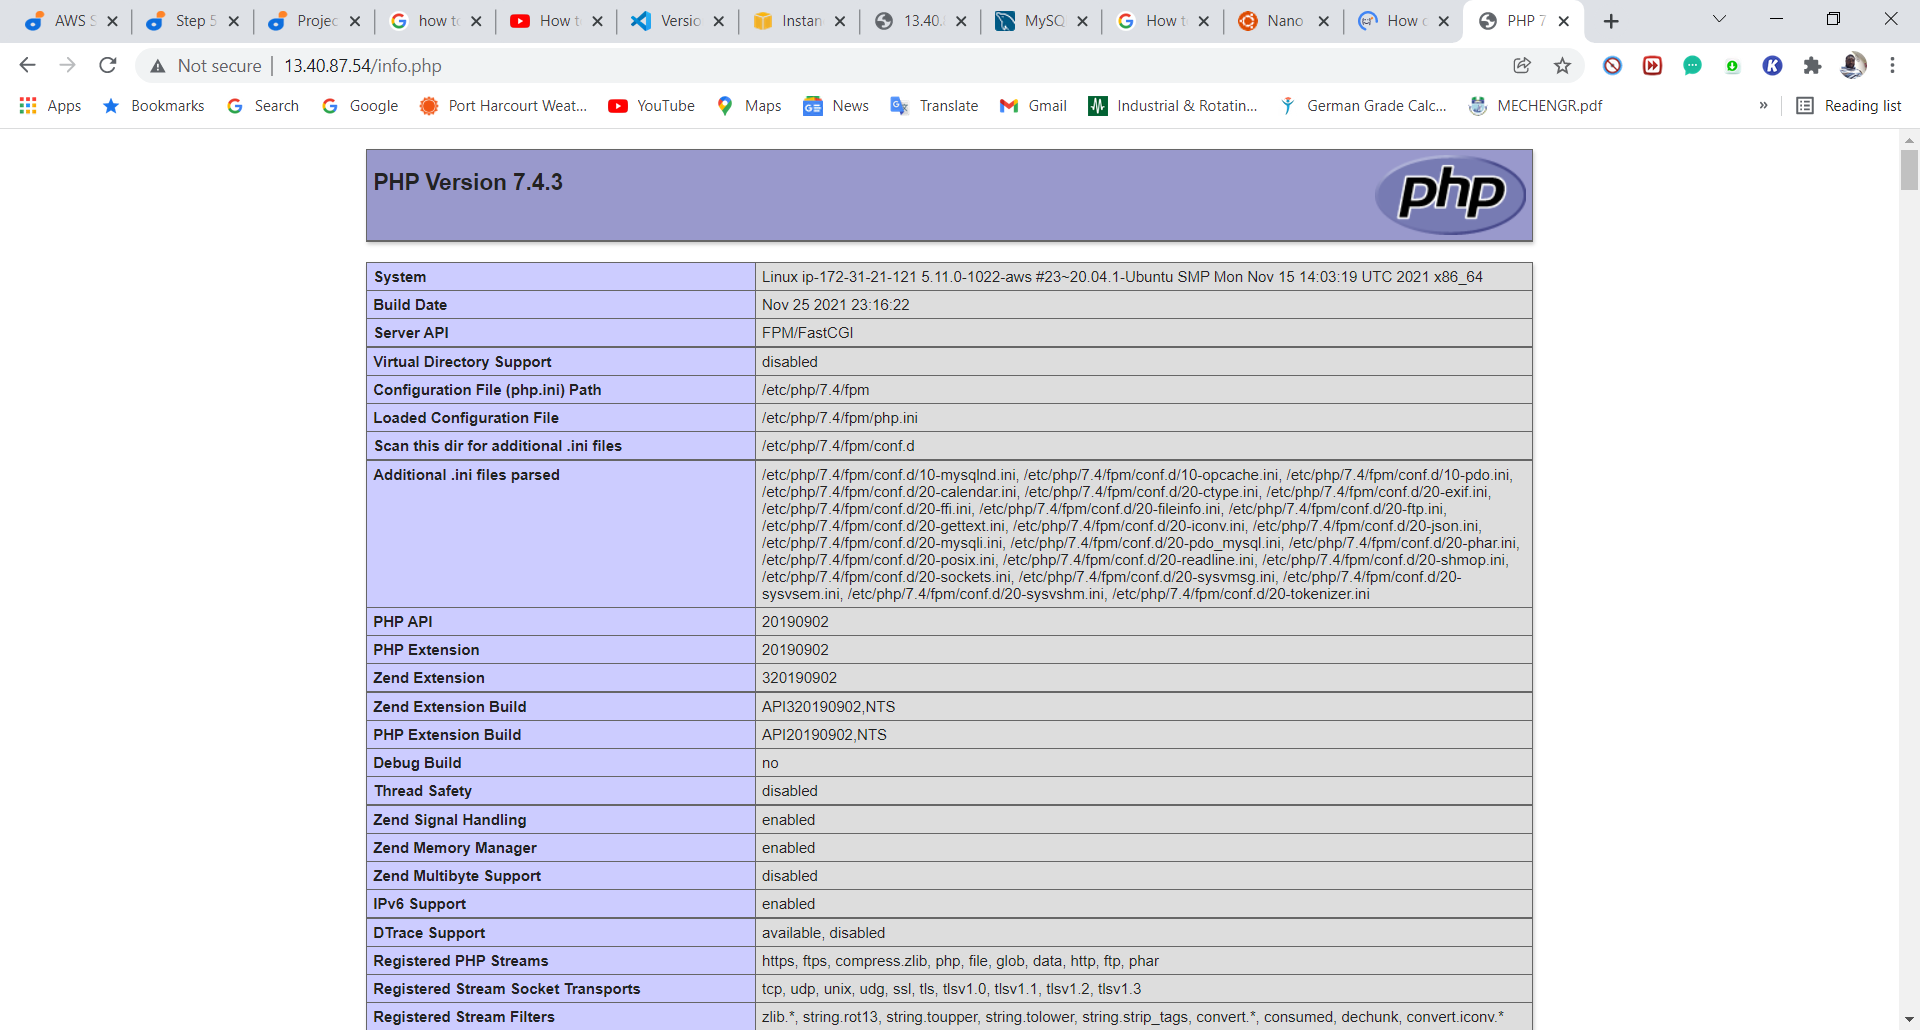 AWS S
Step 5
Projec
how to
How to
Versio
Instan
13.40.
MySQ
How to
Nano
How c
PHP 7
Not secure
13.40.87.54/info.php
Apps
Bookmarks
Search
Google
Port Harcourt Weat...
YouTube
Maps
News
Translate
Gmail
Industrial & Rotatin...
German Grade Calc...
MECHENGR.pdf
»
Reading list
PHP Version 7.4.3
php
System
Linux ip-172-31-21-121 5.11.0-1022-aws #23~20.04.1-Ubuntu SMP Mon Nov 15 14:03:19 UTC 2021 x86_64
Build Date
Nov 25 2021 23:16:22
Server API
FPM/FastCGI
Virtual Directory Support
disabled
Configuration File (php.ini) Path
/etc/php/7.4/fpm
Loaded Configuration File
/etc/php/7.4/fpm/php.ini
Scan this dir for additional .ini files
/etc/php/7.4/fpm/conf.d
Additional .ini files parsed
/etc/php/7.4/fpm/conf.d/10-mysqlnd.ini, /etc/php/7.4/fpm/conf.d/10-opcache.ini, /etc/php/7.4/fpm/conf.d/10-pdo.ini,
/etc/php/7.4/fpm/conf.d/20-calendar.ini, /etc/php/7.4/fpm/conf.d/20-ctype.ini, /etc/php/7.4/fpm/conf.d/20-exif.ini,
/etc/php/7.4/fpm/conf.d/20-ffi.ini, /etc/php/7.4/fpm/conf.d/20-fileinfo.ini, /etc/php/7.4/fpm/conf.d/20-ftp.ini,
/etc/php/7.4/fpm/conf.d/20-gettext.ini, /etc/php/7.4/fpm/conf.d/20-iconv.ini, /etc/php/7.4/fpm/conf.d/20-json.ini,
/etc/php/7.4/fpm/conf.d/20-mysqli.ini, /etc/php/7.4/fpm/conf.d/20-pdo_mysql.ini, /etc/php/7.4/fpm/conf.d/20-phar.ini,
/etc/php/7.4/fpm/conf.d/20-posix.ini, /etc/php/7.4/fpm/conf.d/20-readline.ini, /etc/php/7.4/fpm/conf.d/20-shmop.ini,
/etc/php/7.4/fpm/conf.d/20-sockets.ini, /etc/php/7.4/fpm/conf.d/20-sysvmsg.ini, /etc/php/7.4/fpm/conf.d/20-
sysvsem.ini, /etc/php/7.4/fpm/conf.d/20-sysvshm.ini, /etc/php/7.4/fpm/conf.d/20-tokenizer.ini
PHP API
20190902
PHP Extension
20190902
Zend Extension
320190902
Zend Extension Build
API320190902,NTS
PHP Extension Build
API20190902,NTS
Debug Build
no
Thread Safety
disabled
Zend Signal Handling
enabled
Zend Memory Manager
enabled
Zend Multibyte Support
disabled
IPv6 Support
enabled
DTrace Support
available, disabled
Registered PHP Streams
https, ftps, compress.zlib, php, file, glob, data, http, ftp, phar
Registered Stream Socket Transports
tcp, udp, unix, udg, ssl, tls, tlsv1.0, tlsv1.1, tlsv1.2, tlsv1.3
Registered Stream Filters
zlib.*, string.rot13, string.toupper, string.tolower, string.strip_tags, convert.*, consumed, dechunk, convert.iconv.*